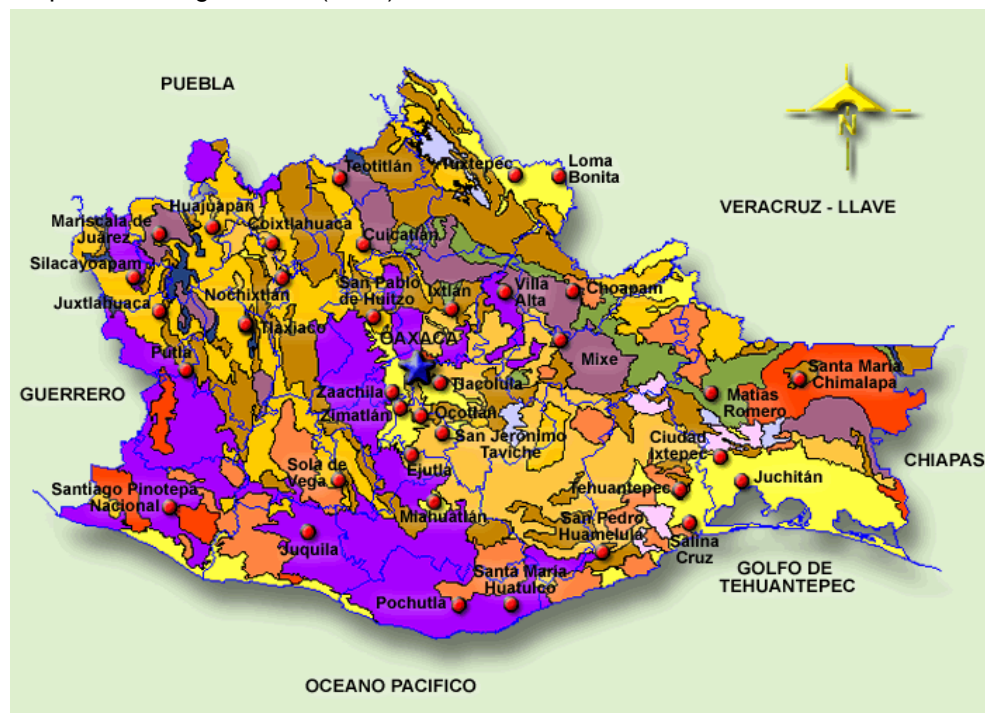 PUEBLA
N
VERACRUZ - LLAVE
Teotitlán
Tuxtepec
Loma
Bonita
Huajuapan
Mariscala de
Juárez
Coixtlahuaca
Cuicatlán
Silacayoapam
Nochixtlán
San Pablo
de Huitzo
Ixtlán
Villa
Alta
Choapam
Juxtlahuaca
Tlaxiaco
OAXACA
Mixe
Putla
Santa María
Chimalapa
GUERRERO
Zaachila
Tlacolula
Zimatlán
Ocotlán
Matías
Romero
San Jerónimo
Taviche
Ciudad
Ixtepec
CHIAPAS
Ejutla
Sola de
Vega
Juchitán
Santiago Pinotepa
Nacional
Tehuantepec
Miahuatlán
San Pedro
Huamelula
Juquila
Salina
Cruz
GOLFO DE
TEHUANTEPEC
Santa María
Huatulco
Pochutla
OCEANO PACIFICO